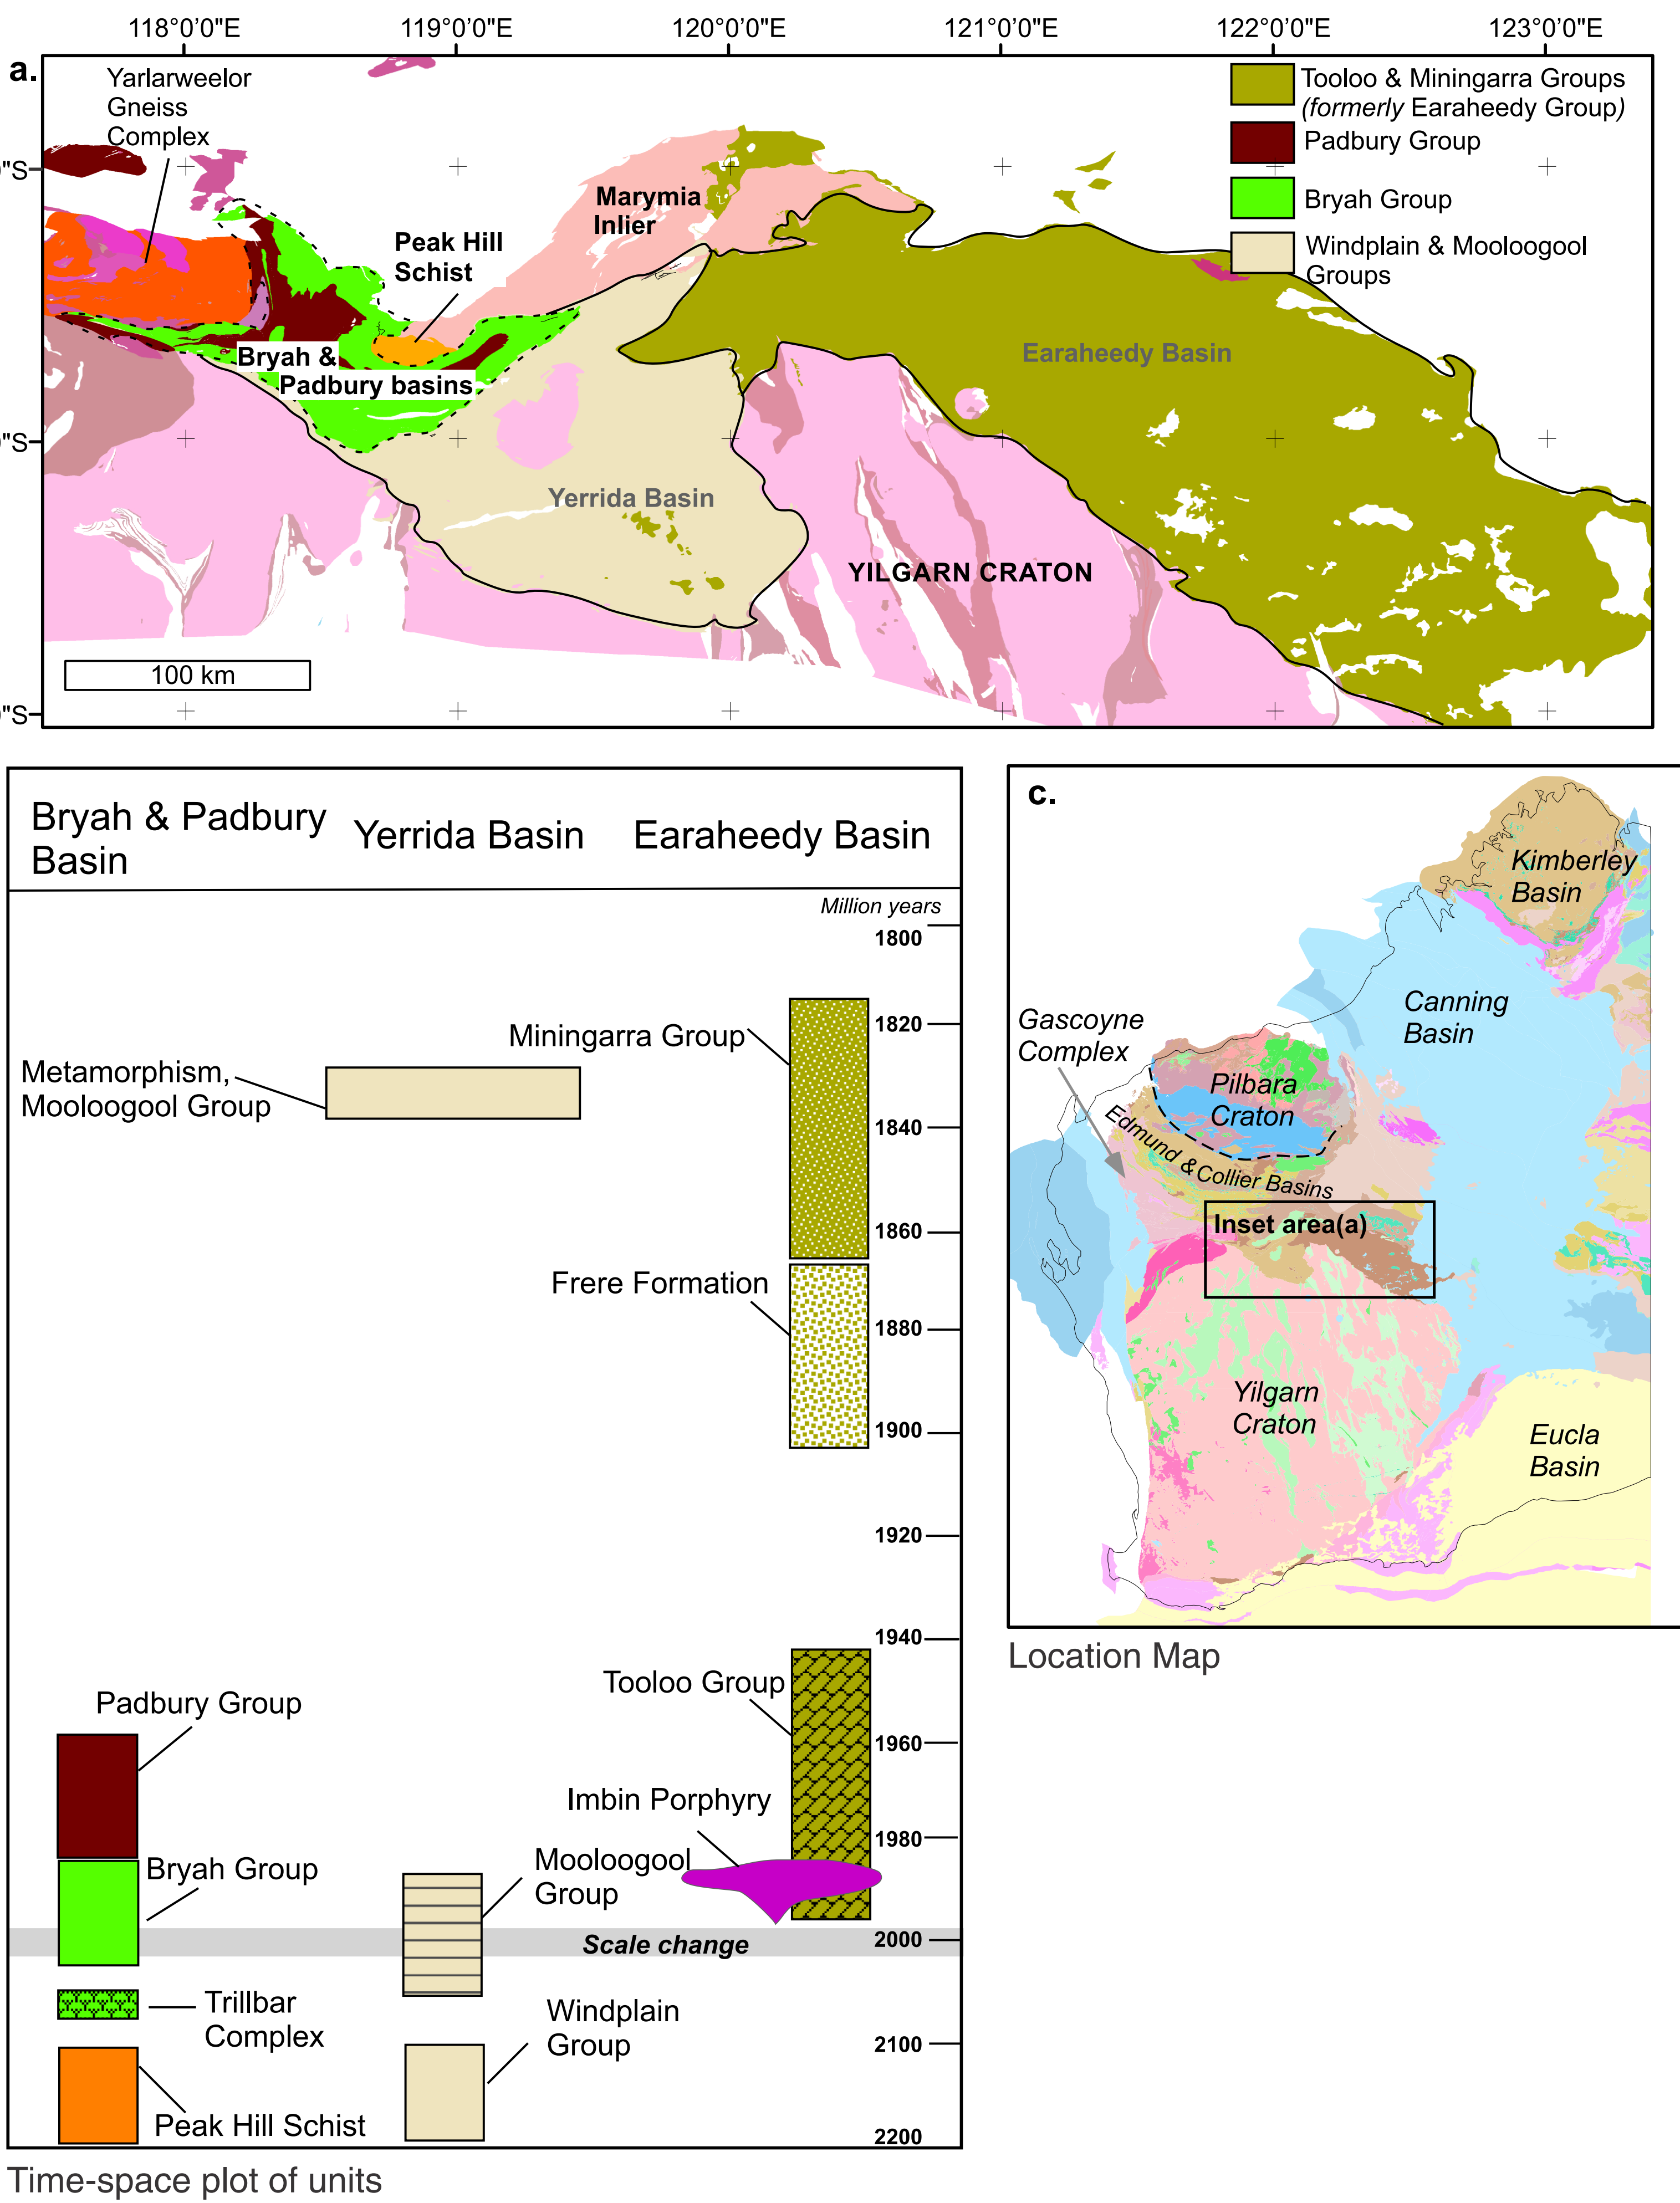 118°0'0"E
119°0'0"E
120°0'0"E
121°0'0"E
122°0'0"E
123°0'0"E
a.
Yarlarweelor
Gneiss
Complex
Tooloo & Miningarra Groups
(formerly Earaheedy Group)
Padbury Group
Bryah Group
Windplain & Mooloogool
Groups
"S
Marymia
Inlier
Peak Hill
Schist
Bryah &
Padbury basins
Earaheedy Basin
"S
Yerrida Basin
YILGARN CRATON
100 km
"S
Bryah & Padbury
Basin
Yerrida Basin
Earaheedy Basin
Million years
1800
Miningarra Group
1820
Metamorphism,
Mooloogool Group
1840
1860
Frere Formation
1880
1900
1920
1940
Tooloo Group
Padbury Group
1960
Imbin Porphyry
1980
Mooloogool
Group
Bryah Group
Scale change
2000
Trillbar
Complex
Windplain
Group
2100
Peak Hill Schist
2200
Time-space plot of units
c.
Kimberley
Basin
Canning
Basin
Gascoyne
Complex
Pilbara
Craton
Edmund & Collier Basins
Inset area(a)
Yilgarn
Craton
Eucla
Basin
Location Map